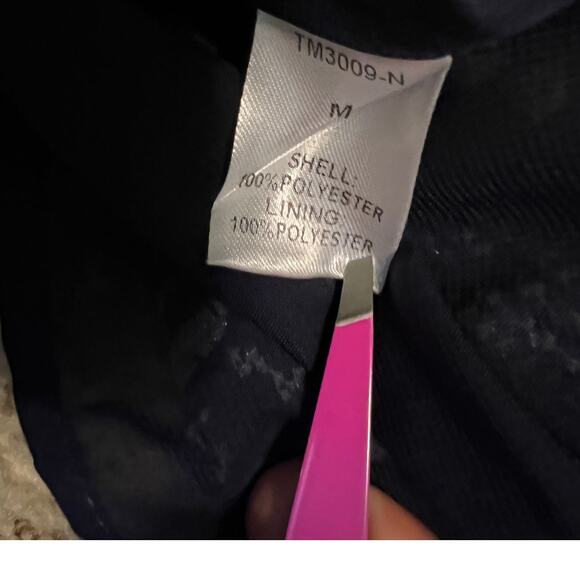 TM3009-N
M
SHELL:
100%POLYESTER
LINING
100%POLYESTER